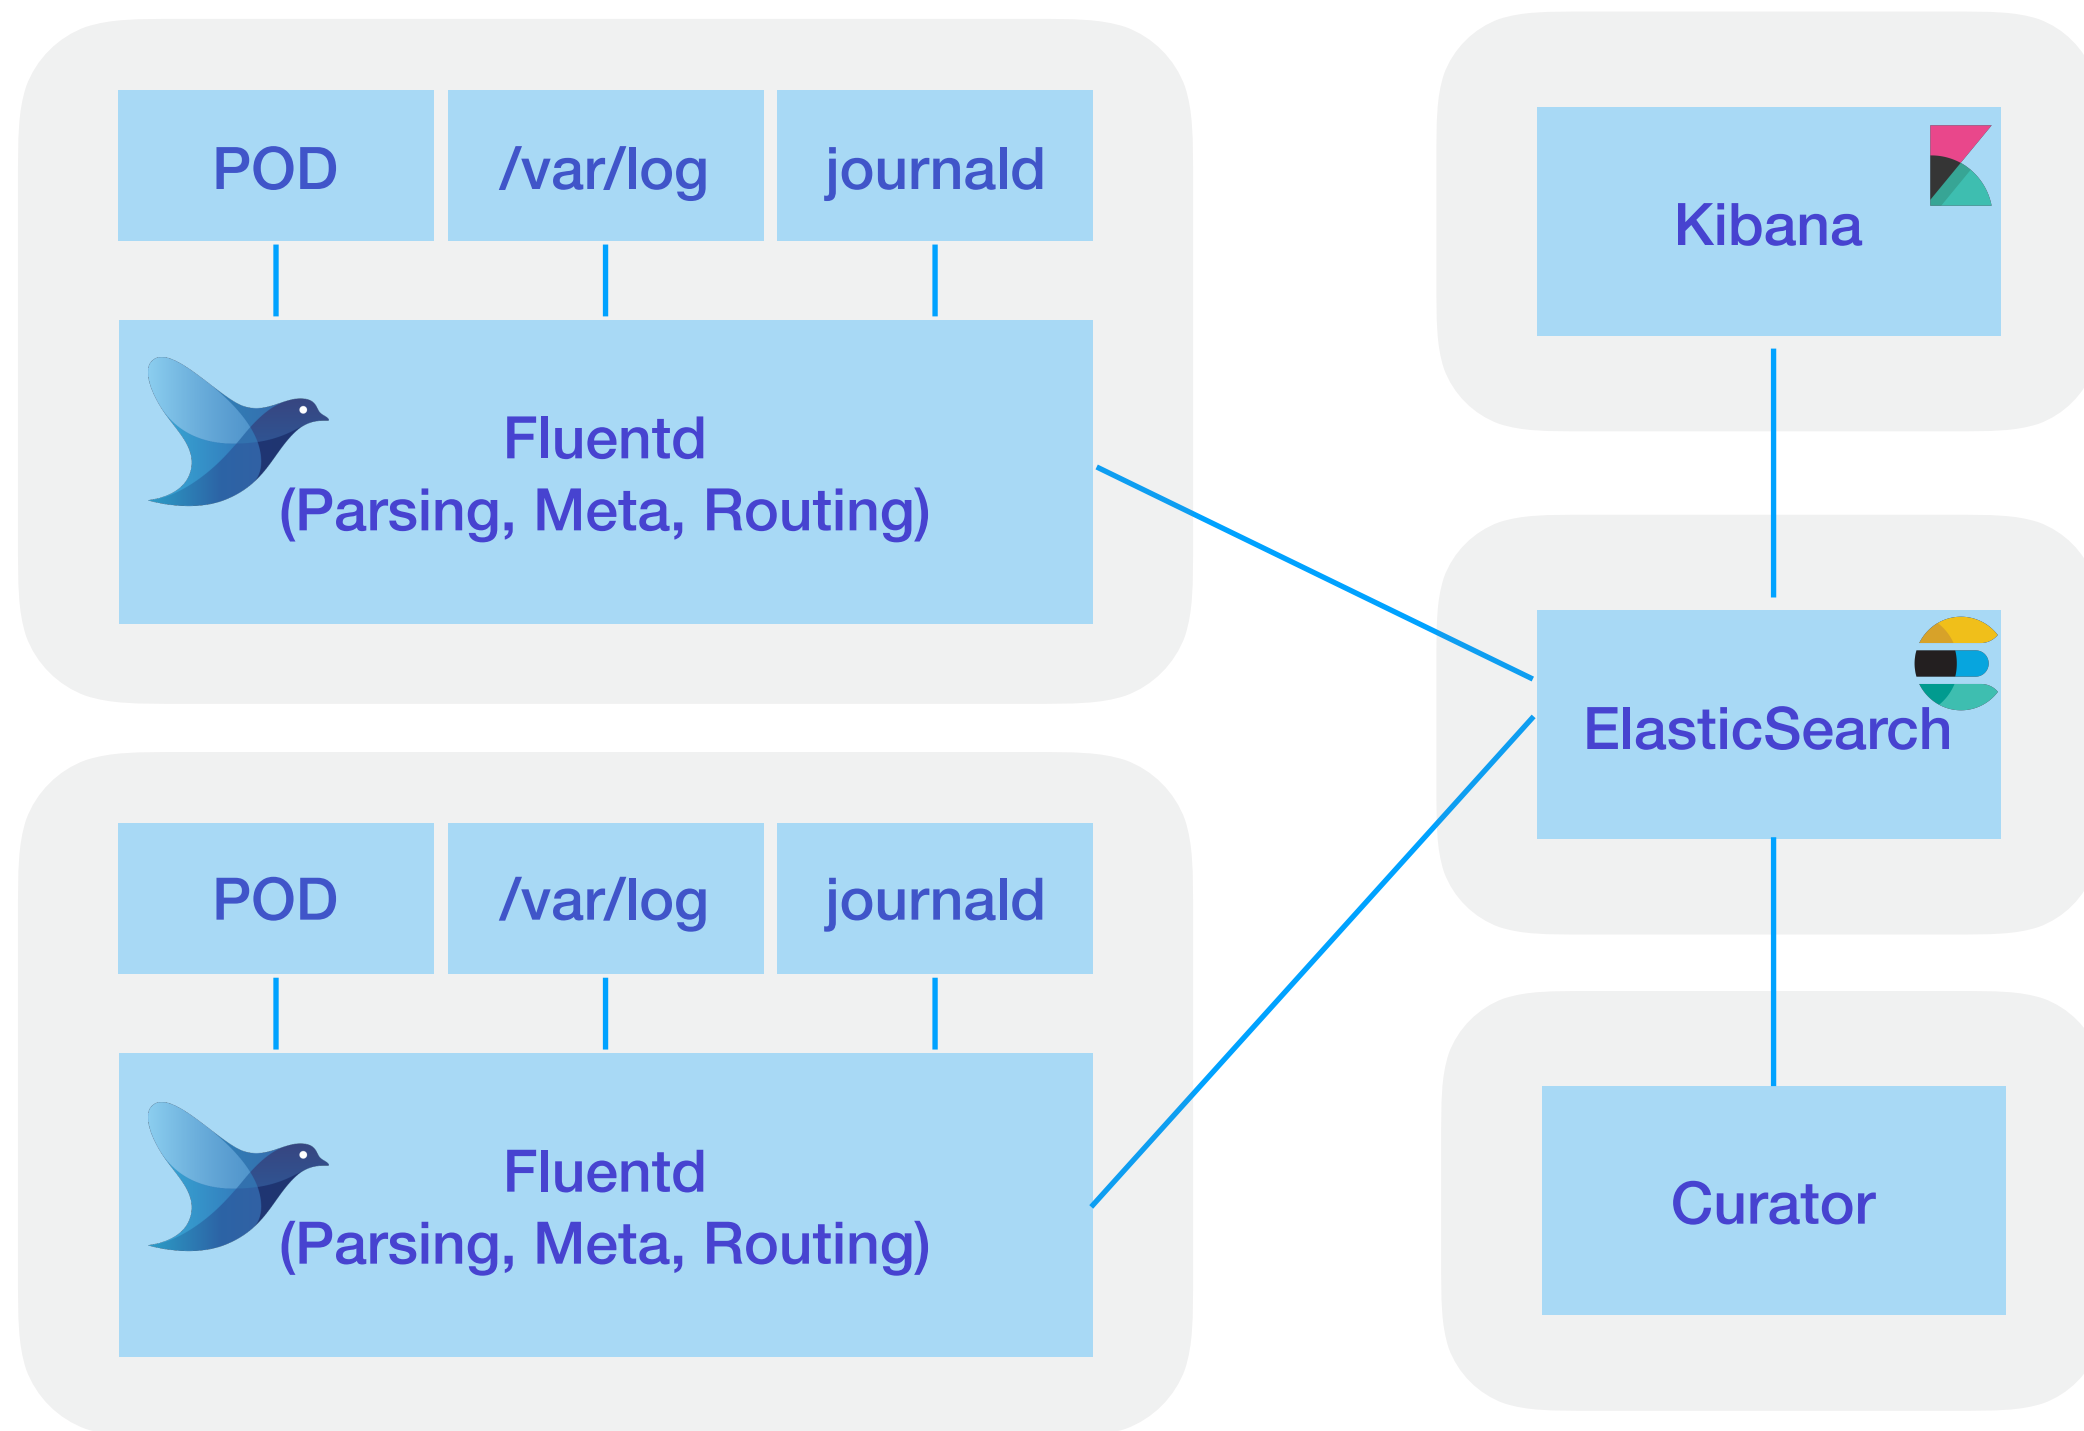 POD
/var/log
journald
Fluentd
(Parsing, Meta, Routing)
POD
/var/log
journald
Fluentd
(Parsing, Meta, Routing)
Kibana
ElasticSearch
Curator